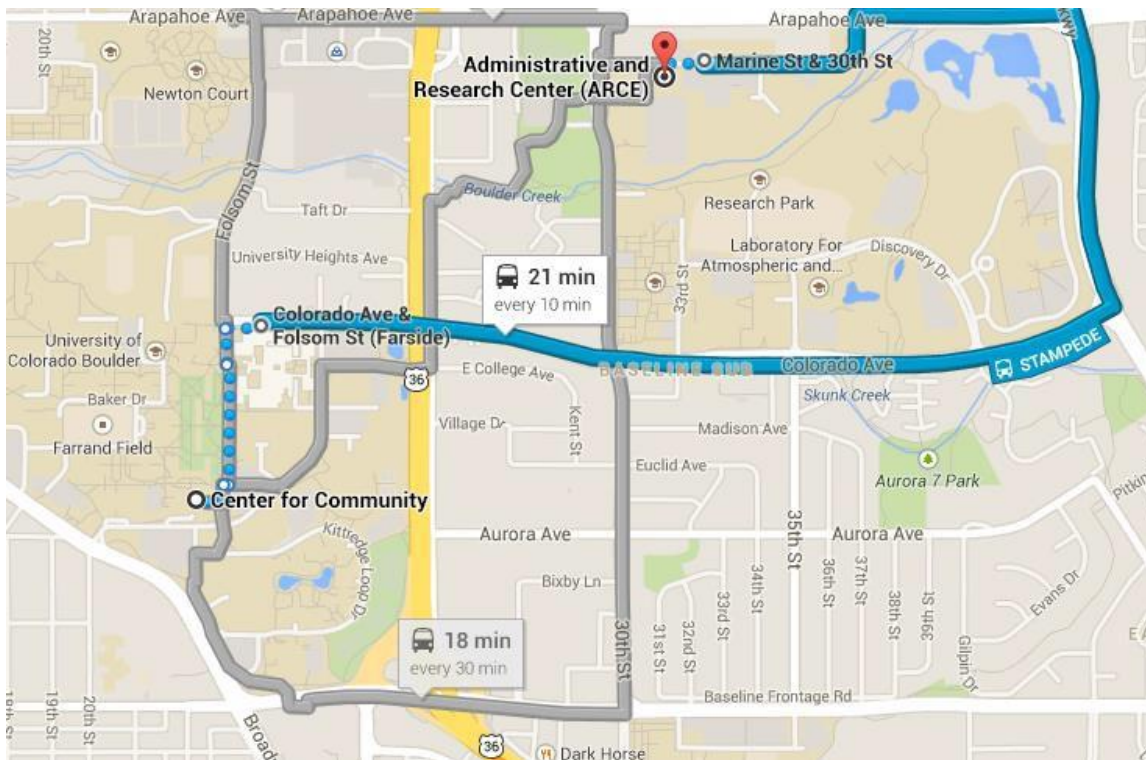 Arapahoe Ave
Arapahoe Ave
Arapahoe Ave
20th St
Newton Court
Administrative and
Research Center (ARCE)
Marine St & 30th St
Folsom St
Boulder Creek
Taft Dr
University Heights Ave
Research Park
Laboratory For
Atmospheric and...
Discovery Dr
33rd St
21 min
every 10 min
Colorado Ave &
Folsom St (Farside)
University of
Colorado Boulder
Baker Dr
Farrand Field
36
E College Ave
BASELINE SUB
Colorado Ave
STAMPEDE
Skunk Creek
Kent St
Village Dr
Madison Ave
Euclid Ave
Aurora 7 Park
Center for Community
Kittredge Loop Dr
Aurora Ave
Aurora Ave
35th St
Bixby Ln
30th St
31st St
32nd St
33rd St
34th St
36th St
37th St
38th St
39th St
Gilpin Dr
Evans Dr
18 min
every 30 min
Baseline Frontage Rd
19th St
20th St
36
Dark Horse